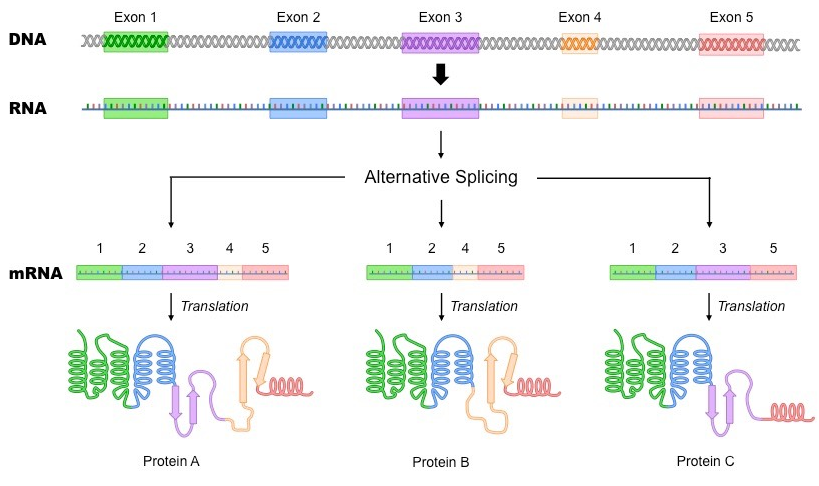 Exon 1 Exon 2 Exon 3 Exon 4 Exon 5
DNA
RNA
Alternative Splicing
1 2 3 4 5 1 2 4 5 1 2 3 5
mRNA
Translation Translation Translation
Protein A Protein B Protein C